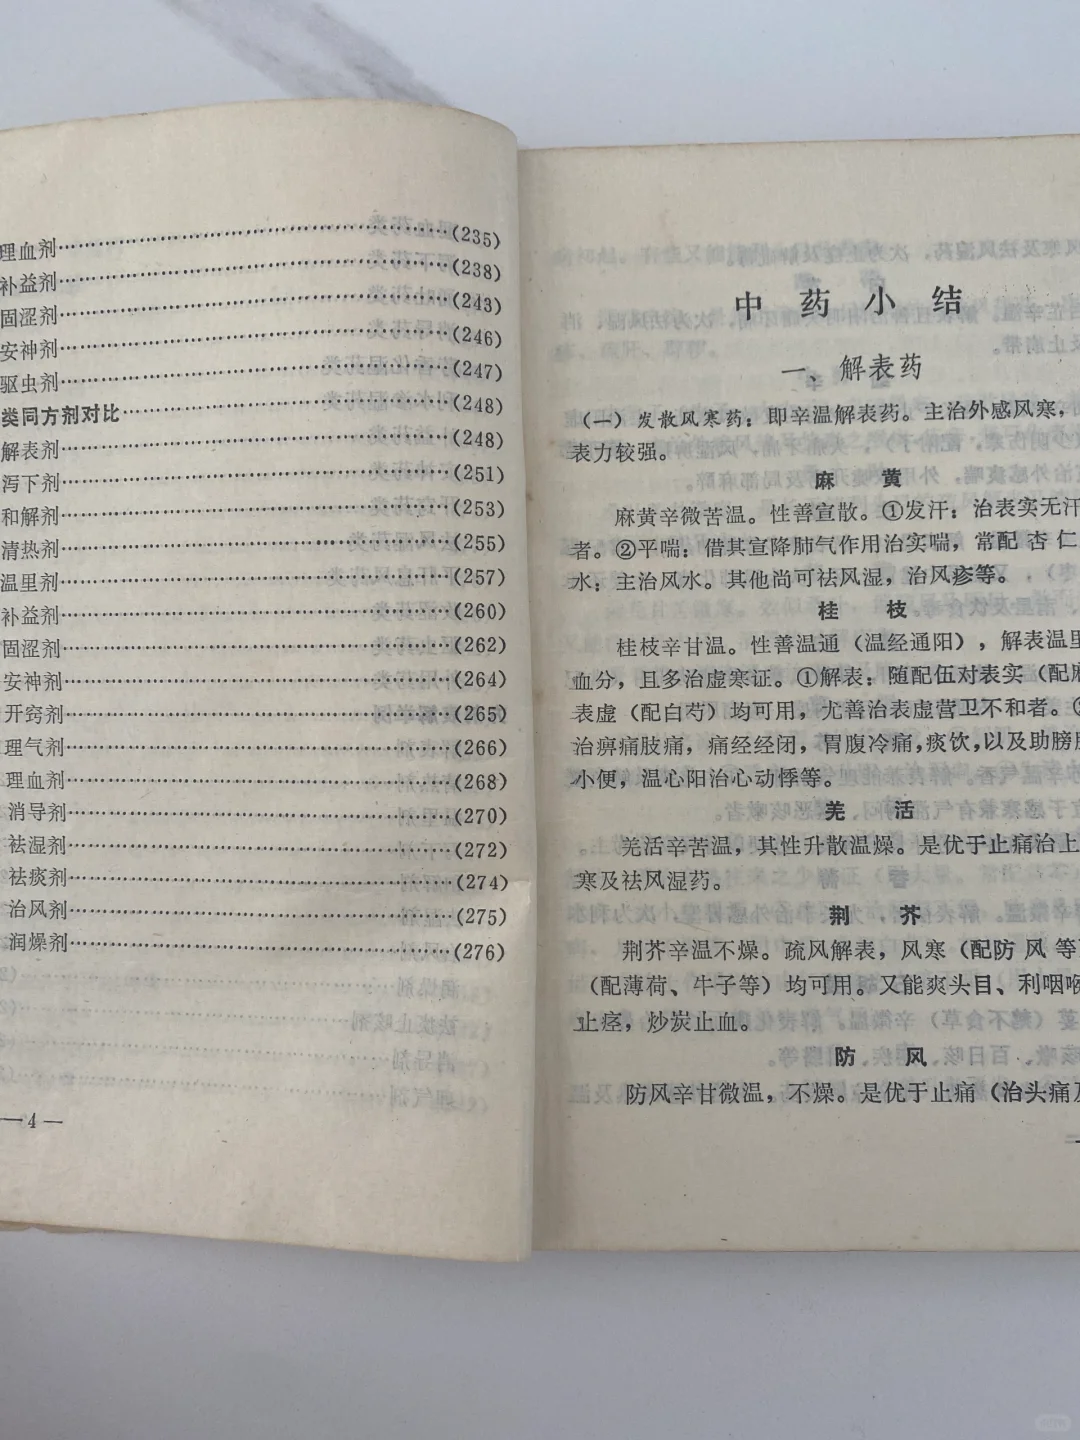 理血剂……(235)
补益剂……(238)
固涩剂……(243)
安神剂……(246)
驱虫剂……(247)
类同方剂对比……(248)
解表剂……(248)
泻下剂……(251)
和解剂……(253)
清热剂……(255)
温里剂……(257)
补益剂……(260)
固涩剂……(262)
安神剂……(264)
开窍剂……(265)
理气剂……(266)
理血剂……(268)
消导剂……(270)
祛湿剂……(272)
祛痰剂……(274)
治风剂……(275)
润燥剂……(276)
—4—
中药小结
一、解表药
(一)发散风寒药：即辛温解表药。主治外感风寒，
表力较强。
麻黄
麻黄辛微苦温。性善宣散。①发汗：治表实无汗
者。②平喘：借其宣降肺气作用治实喘，常配杏仁
水：主治风水。其他尚可祛风湿，治风疹等。
桂枝
桂枝辛甘温。性善温通（温经通阳），解表温里
血分，且多治虚寒证。①解表：随配伍对表实（配麻
表虚（配白芍）均可用，尤善治表虚营卫不和者。
治痹痛肢痛，痛经经闭，胃腹冷痛，痰饮，以及助膀胱
小便，温心阳治心动悸等。
羌活
羌活辛苦温，其性升散温燥。是优于止痛治上
寒及祛风湿药。
荆芥
荆芥辛温不燥。疏风解表，风寒（配防风等
（配薄荷、牛子等）均可用。又能爽头目、利咽喉
止痉，炒炭止血。
防风
防风辛甘微温，不燥。是优于止痛（治头痛及